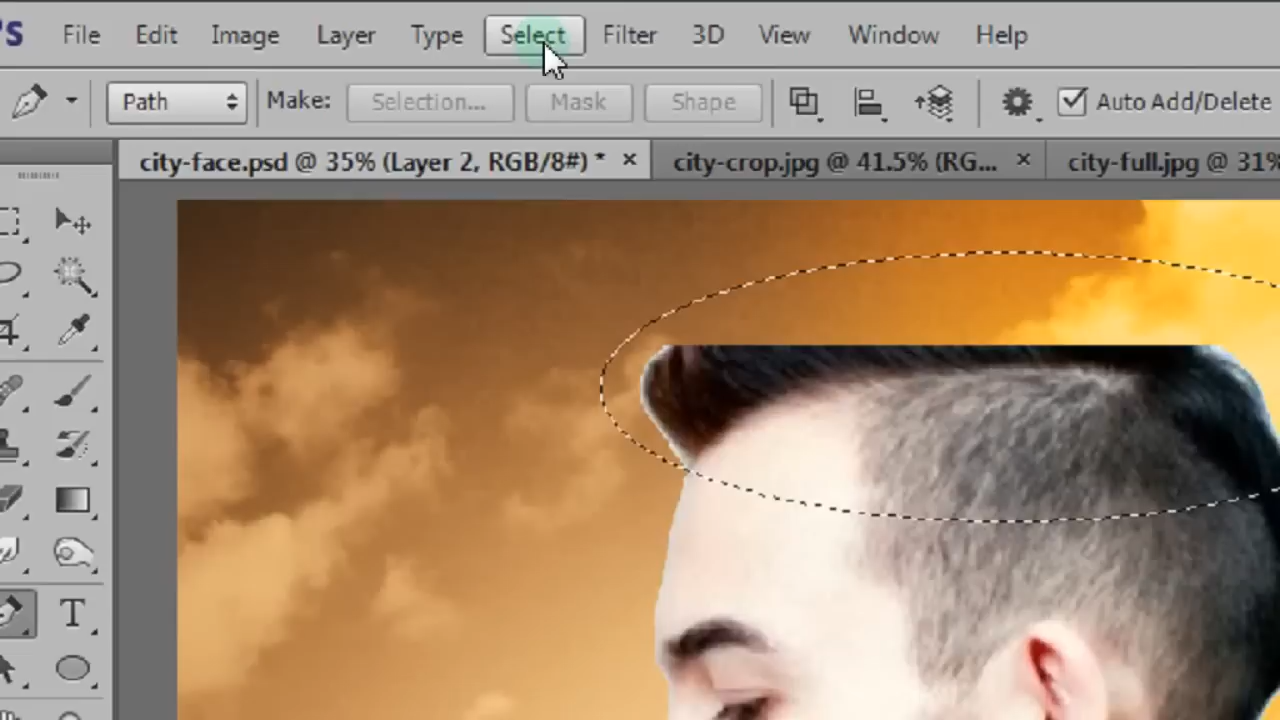 Ps File Edit Image Layer Type Select Filter 3D View Window Help
Path Make: Selection... Mask Shape Auto Add/Delete
city-face.psd @ 35% (Layer 2, RGB/8#) * × city-crop.jpg @ 41.5% (RG... × city-full.jpg @ 31%
T